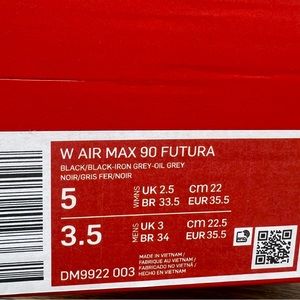 W AIR MAX 90 FUTURA
BLACK/BLACK-IRON GREY-OIL GREY
NOIR/GRIS FER/NOIR
5 WMNS UK 2.5 CM 22
BR 33.5 EUR 35.5
3.5 MENS UK 3 CM 22.5
BR 34 EUR 35.5
DM9922 003
MADE IN VIETNAM /
FABRIQUE AU VIETNAM /
FABRICADO NO VIETNÃ /
HECHO EN VIETNAM